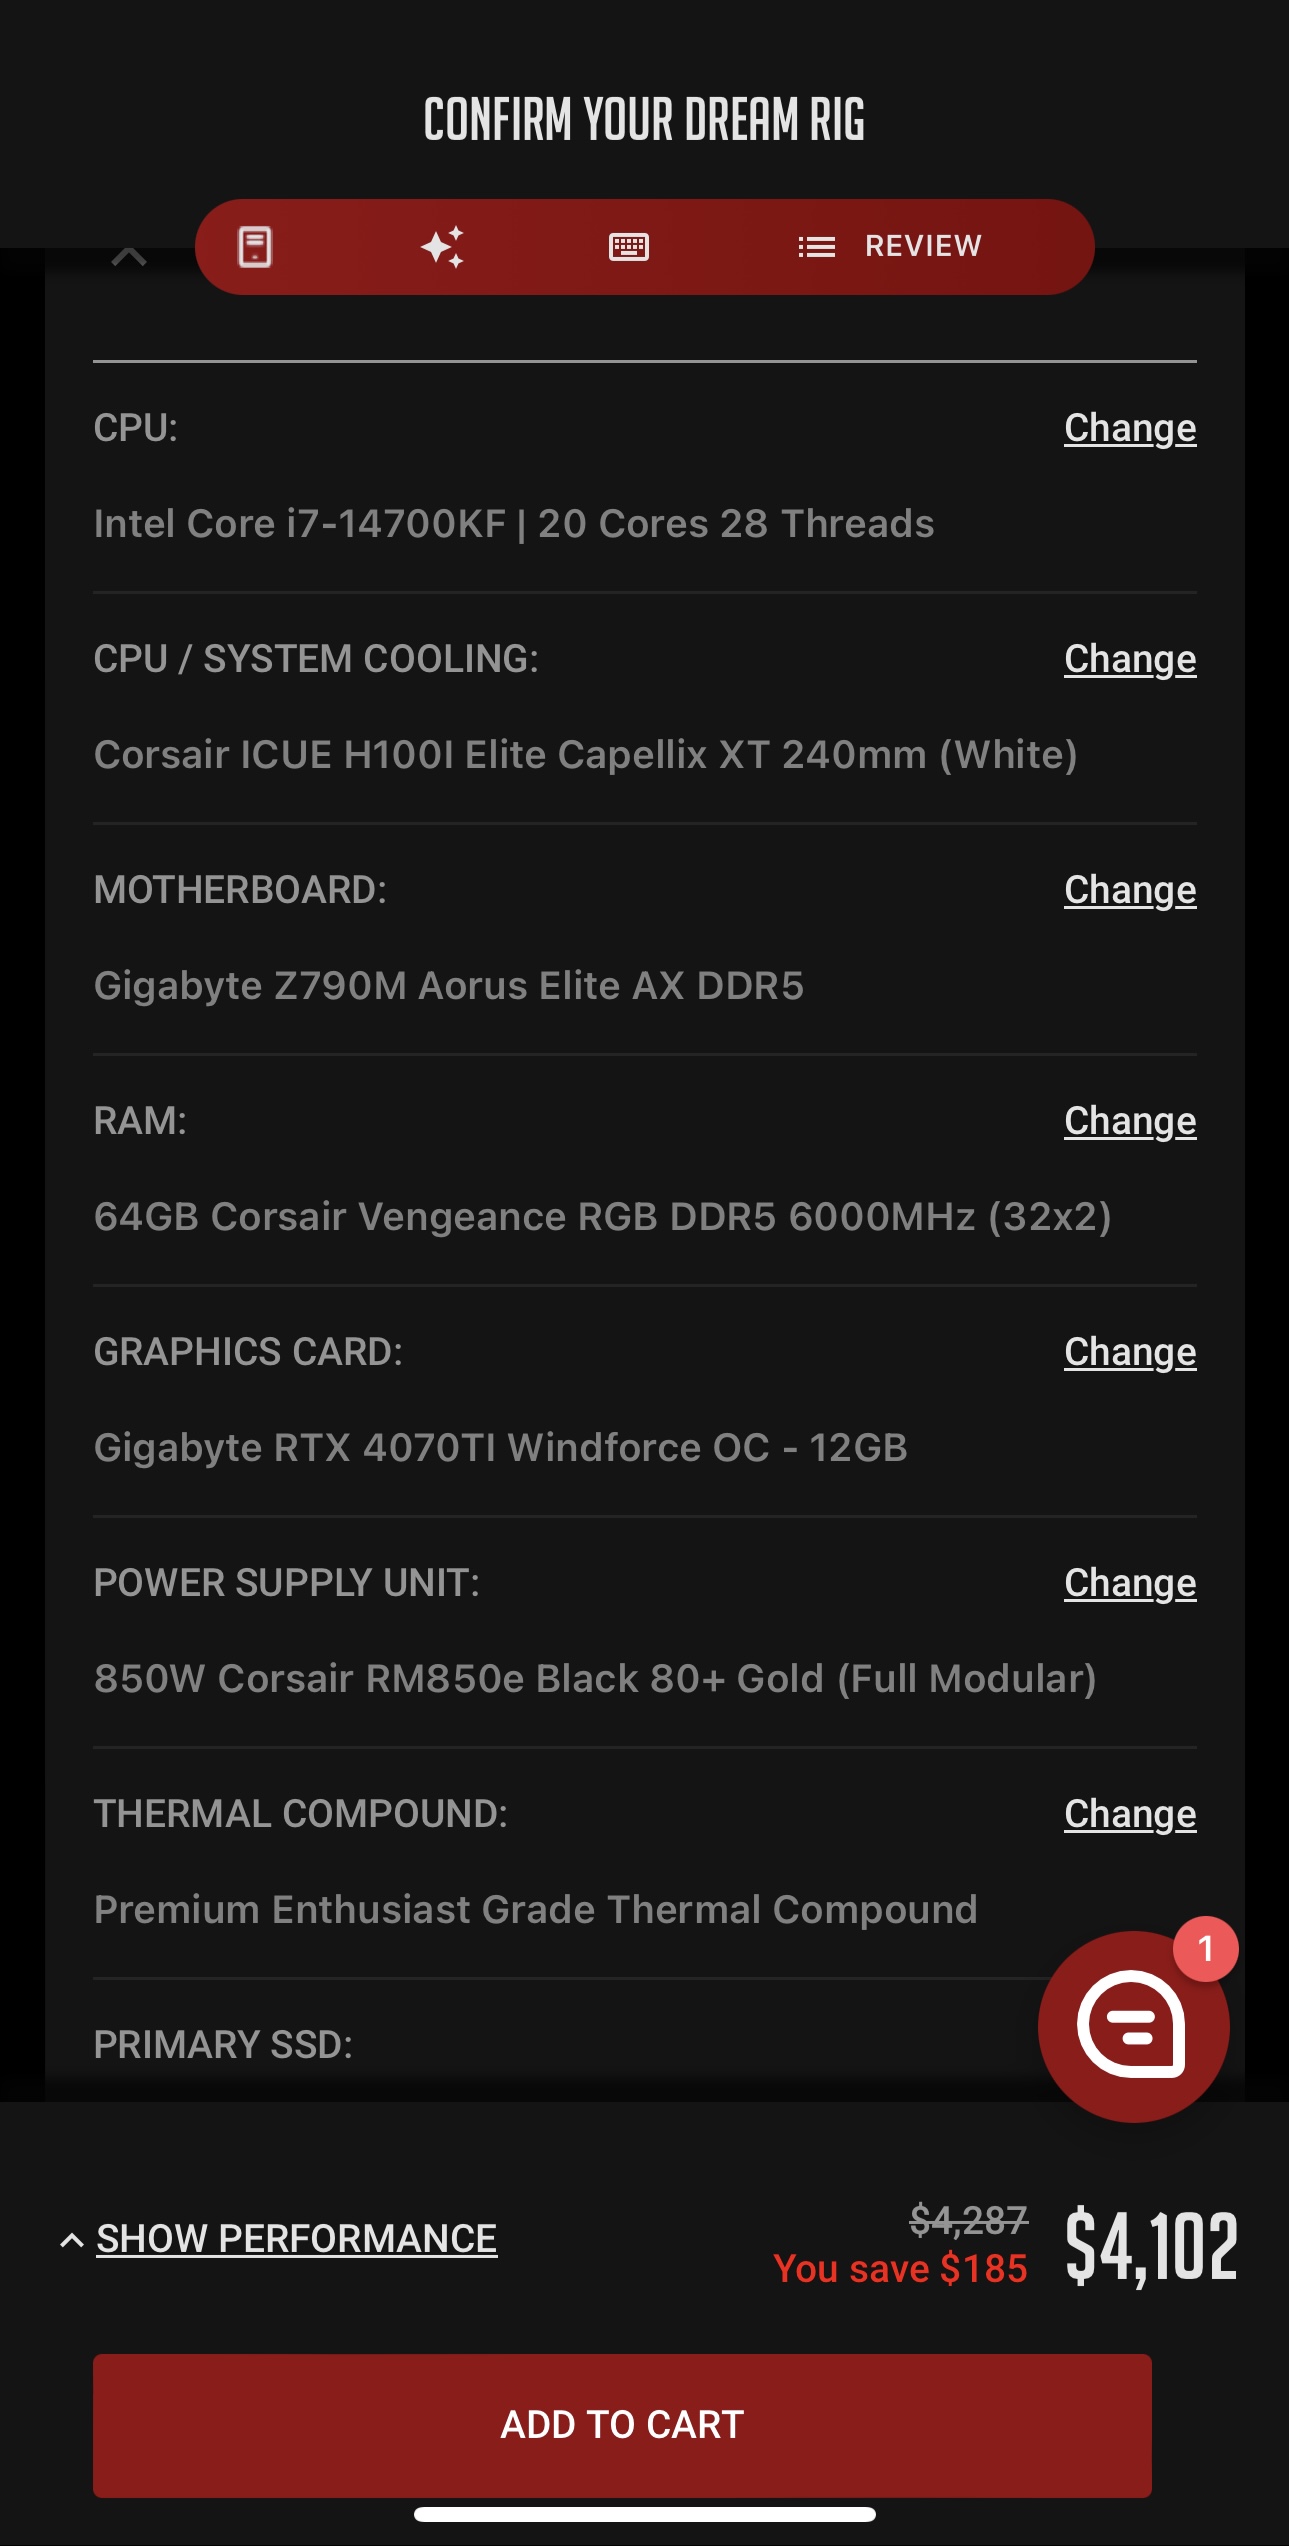 CONFIRM YOUR DREAM RIG
REVIEW
CPU:
Change
Intel Core i7-14700KF | 20 Cores 28 Threads
CPU / SYSTEM COOLING:
Change
Corsair ICUE H100I Elite Capellix XT 240mm (White)
MOTHERBOARD:
Change
Gigabyte Z790M Aorus Elite AX DDR5
RAM:
Change
64GB Corsair Vengeance RGB DDR5 6000MHz (32x2)
GRAPHICS CARD:
Change
Gigabyte RTX 4070TI Windforce OC - 12GB
POWER SUPPLY UNIT:
Change
850W Corsair RM850e Black 80+ Gold (Full Modular)
THERMAL COMPOUND:
Change
Premium Enthusiast Grade Thermal Compound
1
PRIMARY SSD:
SHOW PERFORMANCE
$4,287
You save $185
$4,102
ADD TO CART